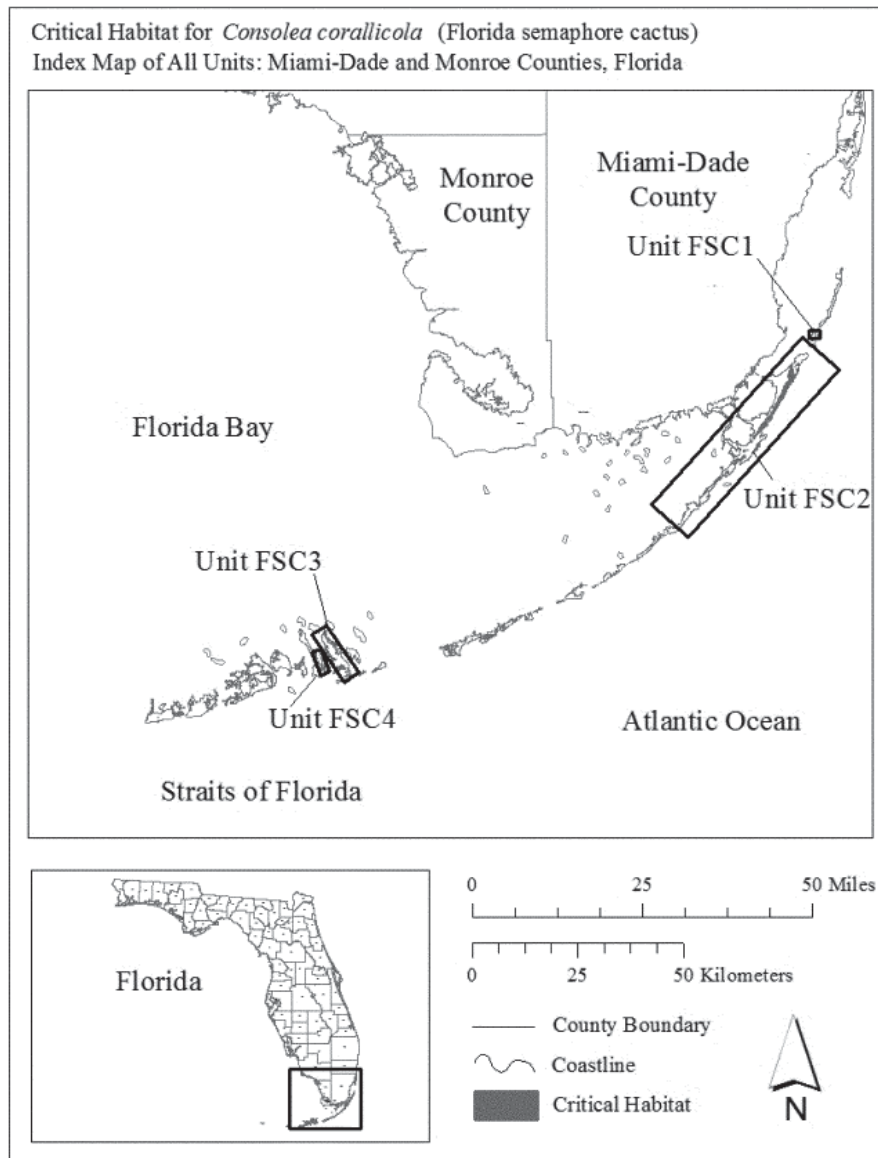 Critical Habitat for Consolea corallicola (Florida semaphore cactus)
Index Map of All Units: Miami-Dade and Monroe Counties, Florida
Monroe
County
Miami-Dade
County
Unit FSC1
Florida Bay
Unit FSC2
Unit FSC3
Unit FSC4
Atlantic Ocean
Straits of Florida
Florida
0 25 50 Miles
0 25 50 Kilometers
County Boundary
Coastline
Critical Habitat
N